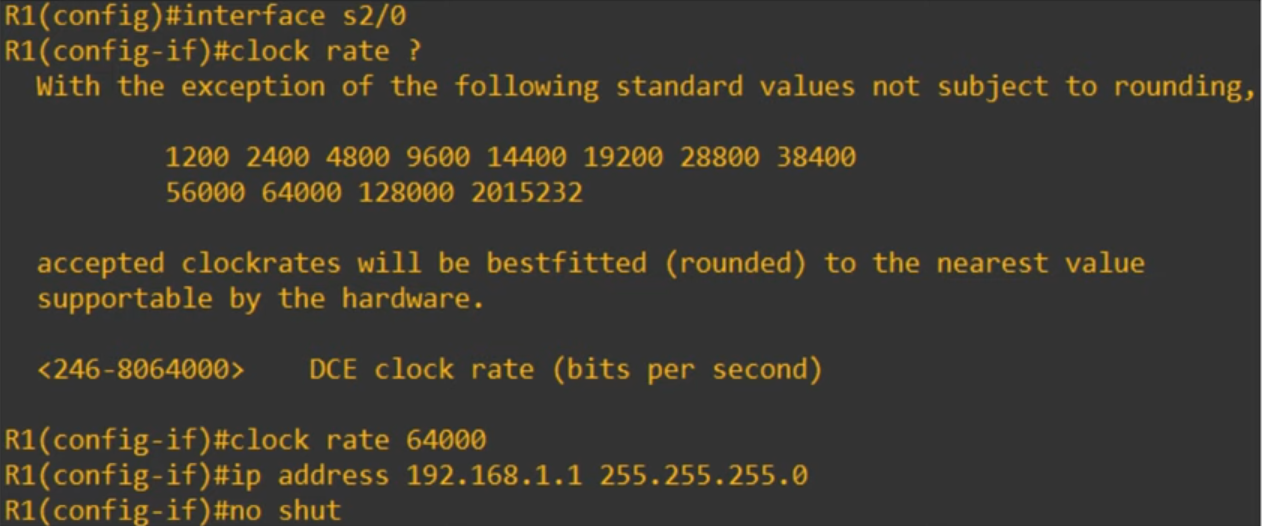 R1(config)#interface s2/0
R1(config-if)#clock rate ?
With the exception of the following standard values not subject to rounding,
1200 2400 4800 9600 14400 19200 28800 38400
56000 64000 128000 2015232
accepted clockrates will be bestfitted (rounded) to the nearest value
supportable by the hardware.
<246-8064000> DCE clock rate (bits per second)
R1(config-if)#clock rate 64000
R1(config-if)#ip address 192.168.1.1 255.255.255.0
R1(config-if)#no shut